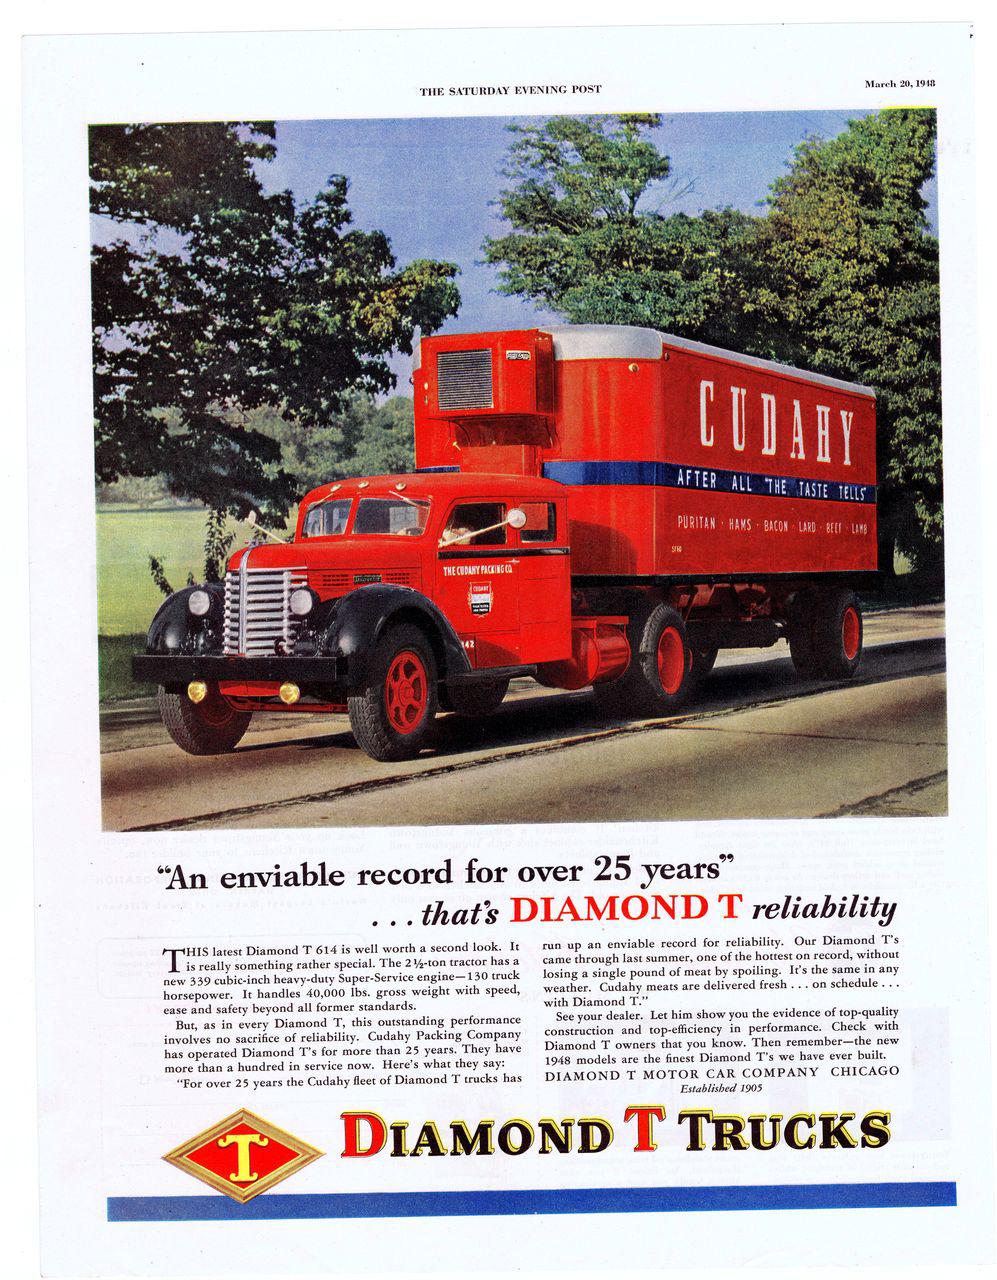 THE SATURDAY EVENING POST
March 20, 1948
CUDAHY
AFTER ALL "THE TASTE TELLS"
PURITAN · HAMS · BACON · LARD · BEEF · LAMB
THE CUDAHY PACKING CO.
CUDAHY
142
"An enviable record for over 25 years"
. . . that's DIAMOND T reliability
THIS latest Diamond T 614 is well worth a second look. It
is really something rather special. The 2½-ton tractor has a
new 339 cubic-inch heavy-duty Super-Service engine—130 truck
horsepower. It handles 40,000 lbs. gross weight with speed,
ease and safety beyond all former standards.
But, as in every Diamond T, this outstanding performance
involves no sacrifice of reliability. Cudahy Packing Company
has operated Diamond T's for more than 25 years. They have
more than a hundred in service now. Here's what they say:
"For over 25 years the Cudahy fleet of Diamond T trucks has
run up an enviable record for reliability. Our Diamond T's
came through last summer, one of the hottest on record, without
losing a single pound of meat by spoiling. It's the same in any
weather. Cudahy meats are delivered fresh . . . on schedule . . .
with Diamond T."
See your dealer. Let him show you the evidence of top-quality
construction and top-efficiency in performance. Check with
Diamond T owners that you know. Then remember—the new
1948 models are the finest Diamond T's we have ever built.
DIAMOND T MOTOR CAR COMPANY CHICAGO
Established 1905
T
DIAMOND T TRUCKS